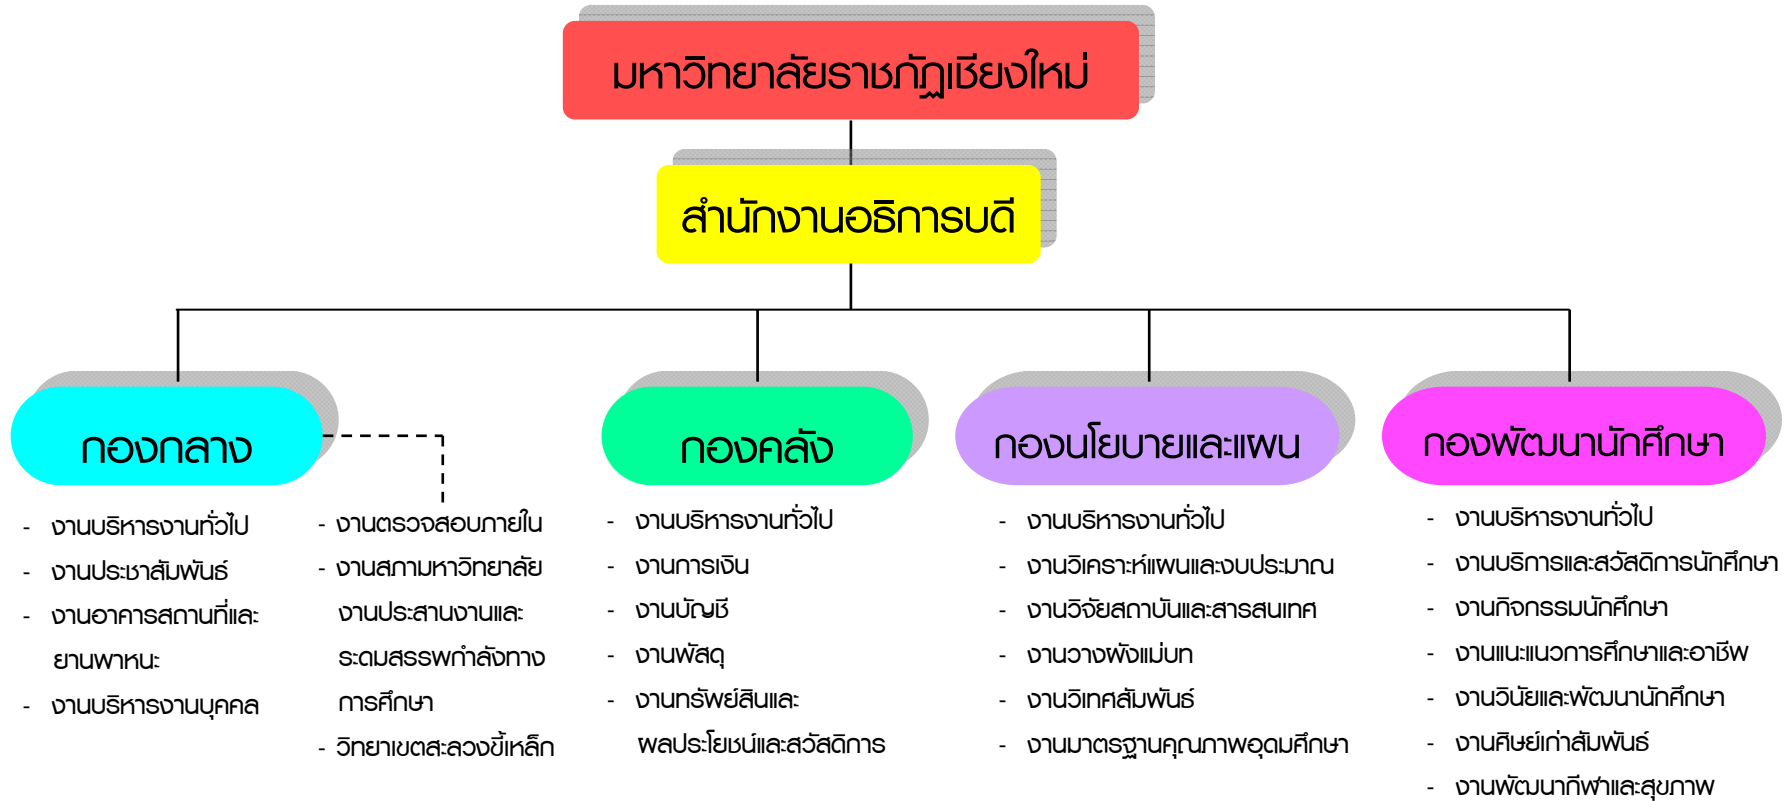 มหาวิทยาลัยราชภัฏเชียงใหม่
สำนักงานอธิการบดี
กองกลาง
- งานบริหารงานทั่วไป
- งานประชาสัมพันธ์
- งานอาคารสถานที่และ
ยานพาหนะ
- งานบริหารงานบุคคล
- งานตรวจสอบภายใน
- งานสภามหาวิทยาลัย
งานประสานงานและ
ระดมสรรพกำลังทาง
การศึกษา
- วิทยาเขตสะลวงขี้เหล็ก
กองคลัง
- งานบริหารงานทั่วไป
- งานการเงิน
- งานบัญชี
- งานพัสดุ
- งานทรัพย์สินและ
ผลประโยชน์และสวัสดิการ
กองนโยบายและแผน
- งานบริหารงานทั่วไป
- งานวิเคราะห์แผนและงบประมาณ
- งานวิจัยสถาบันและสารสนเทศ
- งานวางผังแม่บท
- งานวิเทศสัมพันธ์
- งานมาตรฐานคุณภาพอุดมศึกษา
กองพัฒนานักศึกษา
- งานบริหารงานทั่วไป
- งานบริการและสวัสดิการนักศึกษา
- งานกิจกรรมนักศึกษา
- งานแนะแนวการศึกษาและอาชีพ
- งานวินัยและพัฒนานักศึกษา
- งานศิษย์เก่าสัมพันธ์
- งานพัฒนากีฬาและสุขภาพ